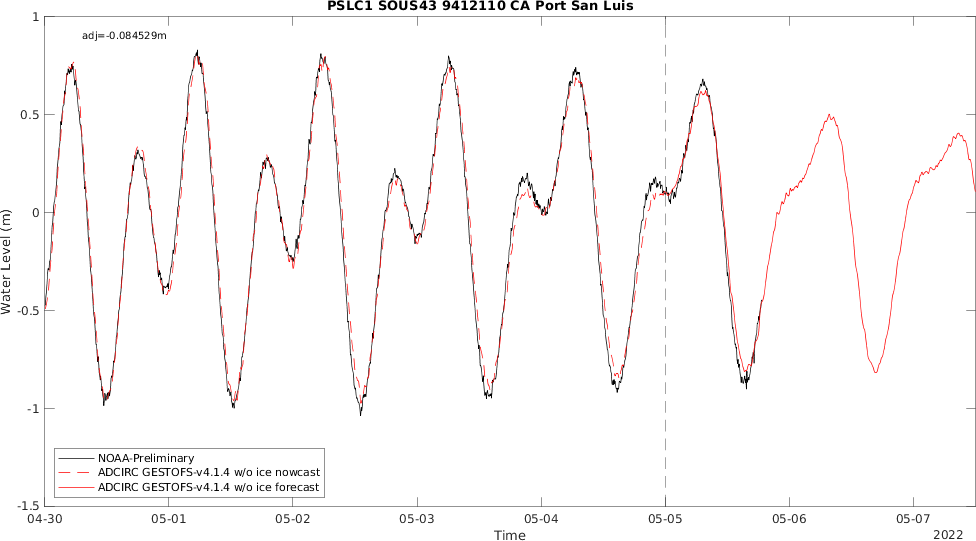 PSLC1 SOUS43 9412110 CA Port San Luis
adj=-0.084529m
1
0.5
0
-0.5
-1
-1.5
Water Level (m)
NOAA-Preliminary
ADCIRC GESTOFS-v4.1.4 w/o ice nowcast
ADCIRC GESTOFS-v4.1.4 w/o ice forecast
04-30 05-01 05-02 05-03 05-04 05-05 05-06 05-07
Time
2022